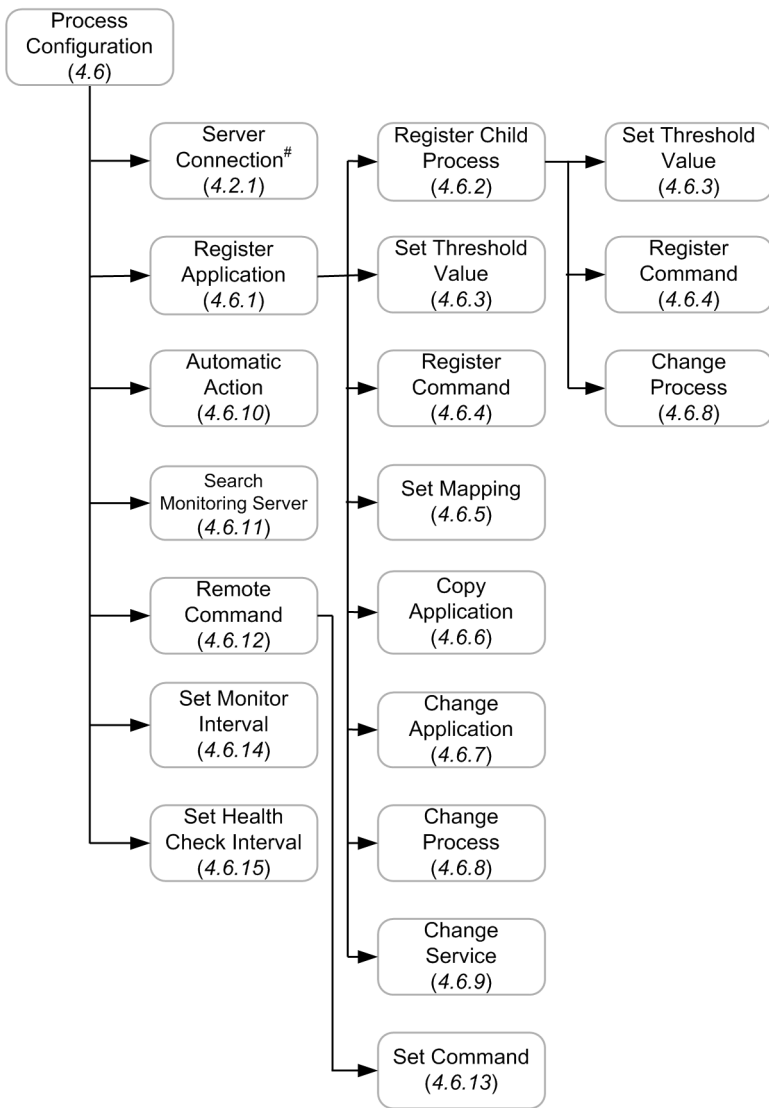 Process
Configuration
(4.6)
Server
Connection#
(4.2.1)
Register
Application
(4.6.1)
Automatic
Action
(4.6.10)
Search
Monitoring Server
(4.6.11)
Remote
Command
(4.6.12)
Set Monitor
Interval
(4.6.14)
Set Health
Check Interval
(4.6.15)
Register Child
Process
(4.6.2)
Set Threshold
Value
(4.6.3)
Register
Command
(4.6.4)
Set Mapping
(4.6.5)
Copy
Application
(4.6.6)
Change
Application
(4.6.7)
Change
Process
(4.6.8)
Change
Service
(4.6.9)
Set Command
(4.6.13)
Set Threshold
Value
(4.6.3)
Register
Command
(4.6.4)
Change
Process
(4.6.8)